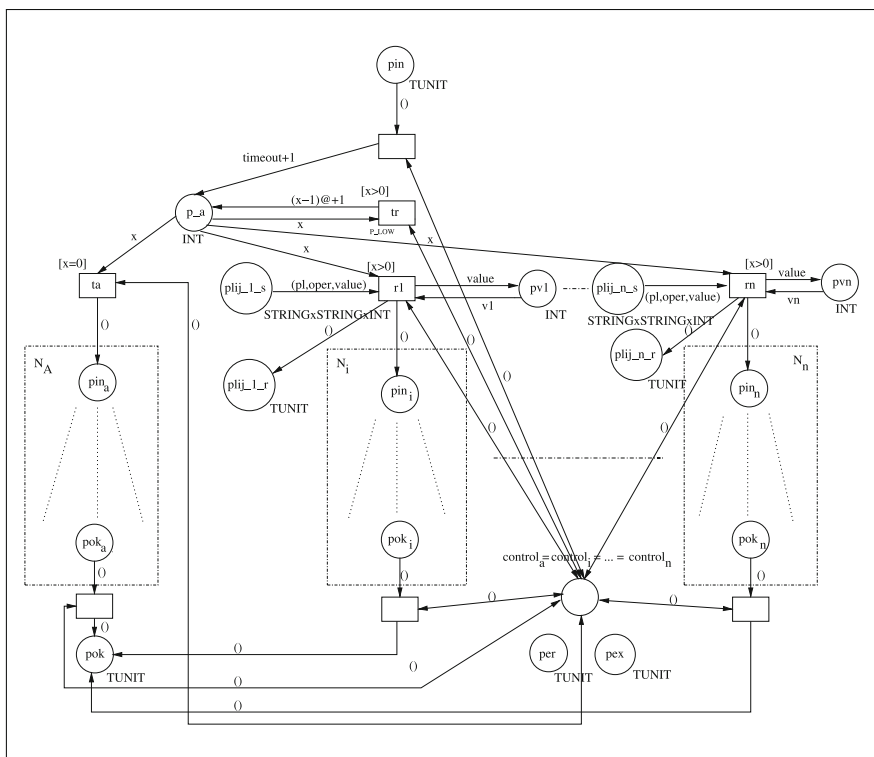 pin
TUNIT
()
timeout+1
[x>0]
(x-1)@+1
tr
p_a
x
P_LOW
INT
x
x
x
[x=0]
ta
[x>0]
r1
value
v1
pv1
INT
plij_1_s
(pl,oper,value)
STRINGxSTRINGxINT
[x>0]
rn
value
vn
pvn
INT
plij_n_s
(pl,oper,value)
STRINGxSTRINGxINT
()
()
()
()
()
()
plij_1_r
TUNIT
plij_n_r
TUNIT
()
N_A
pin_a
N_i
pin_i
N_n
pin_n
()
()
()
pok_a
pok_i
pok_n
control_a=control_i = ... = control_n
()
()
()
()
()
()
pok
TUNIT
()
()
()
()
per
TUNIT
pex
TUNIT